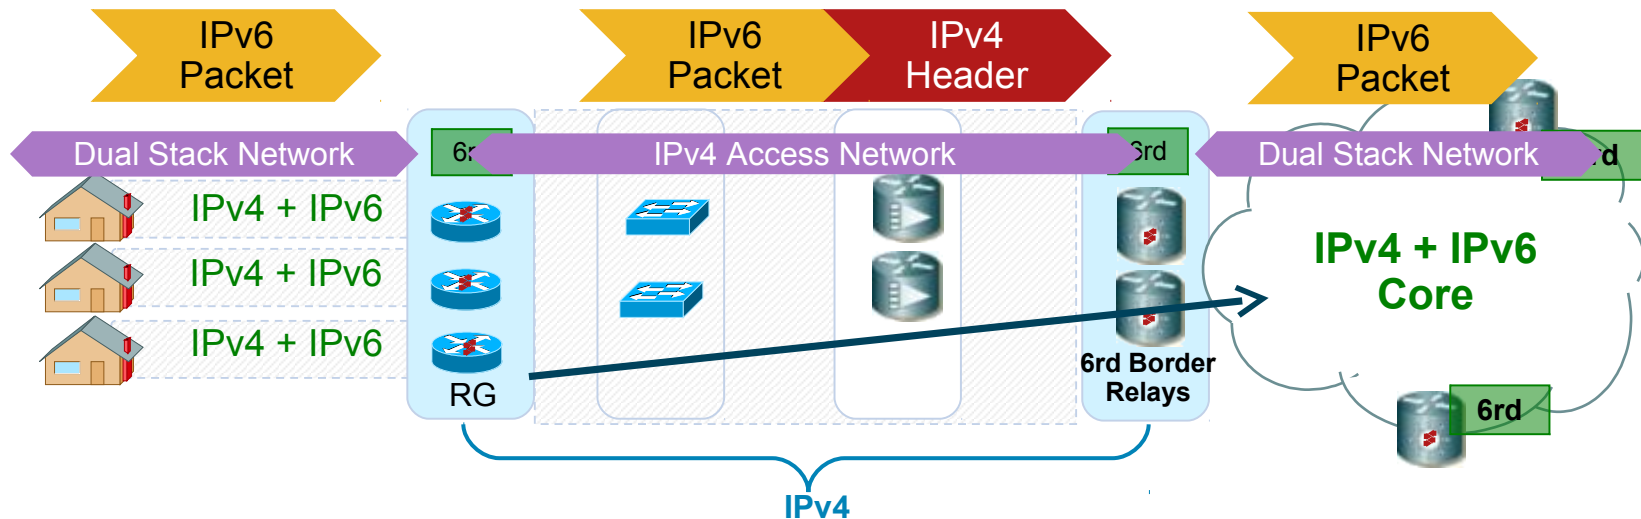 IPv6
Packet
IPv6
Packet
IPv4
Header
IPv6
Packet
Dual Stack Network
IPv4 Access Network
6rd
Dual Stack Network
IPv4 + IPv6
IPv4 + IPv6
IPv4 + IPv6
RG
6rd Border
Relays
IPv4 + IPv6
Core
6rd
IPv4